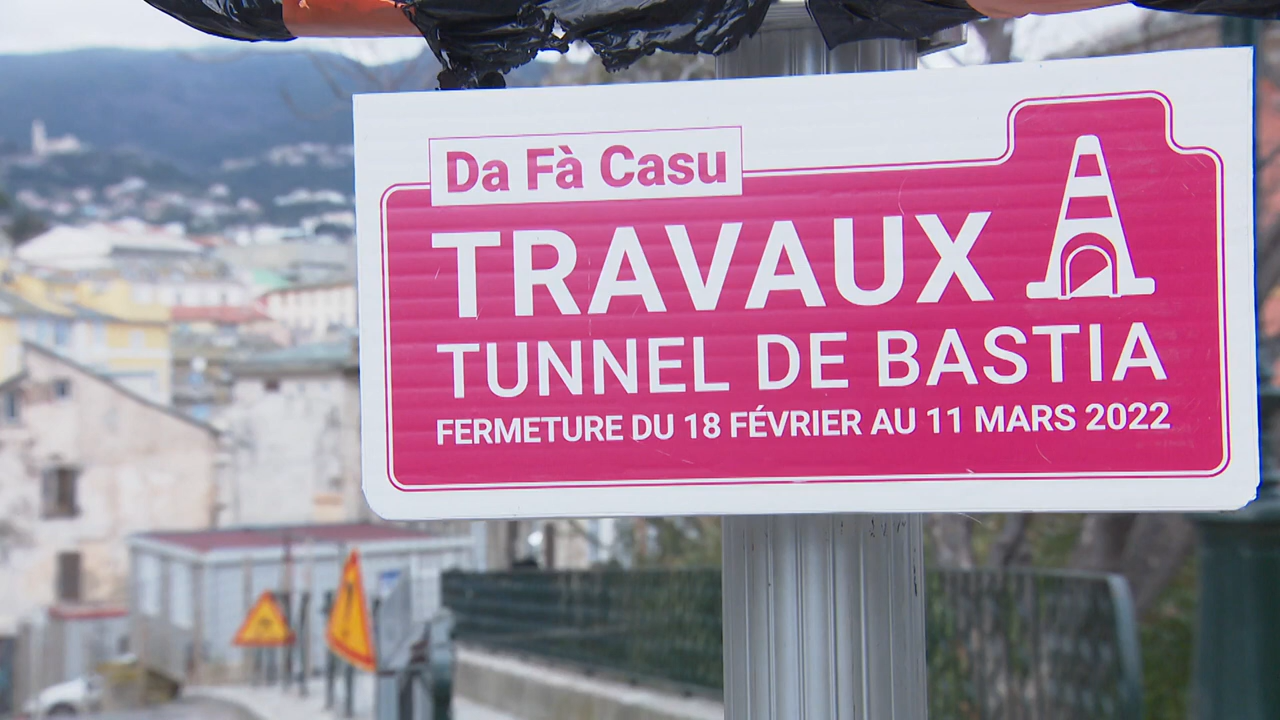 Da Fà Casu
TRAVAUX
TUNNEL DE BASTIA
FERMETURE DU 18 FÉVRIER AU 11 MARS 2022